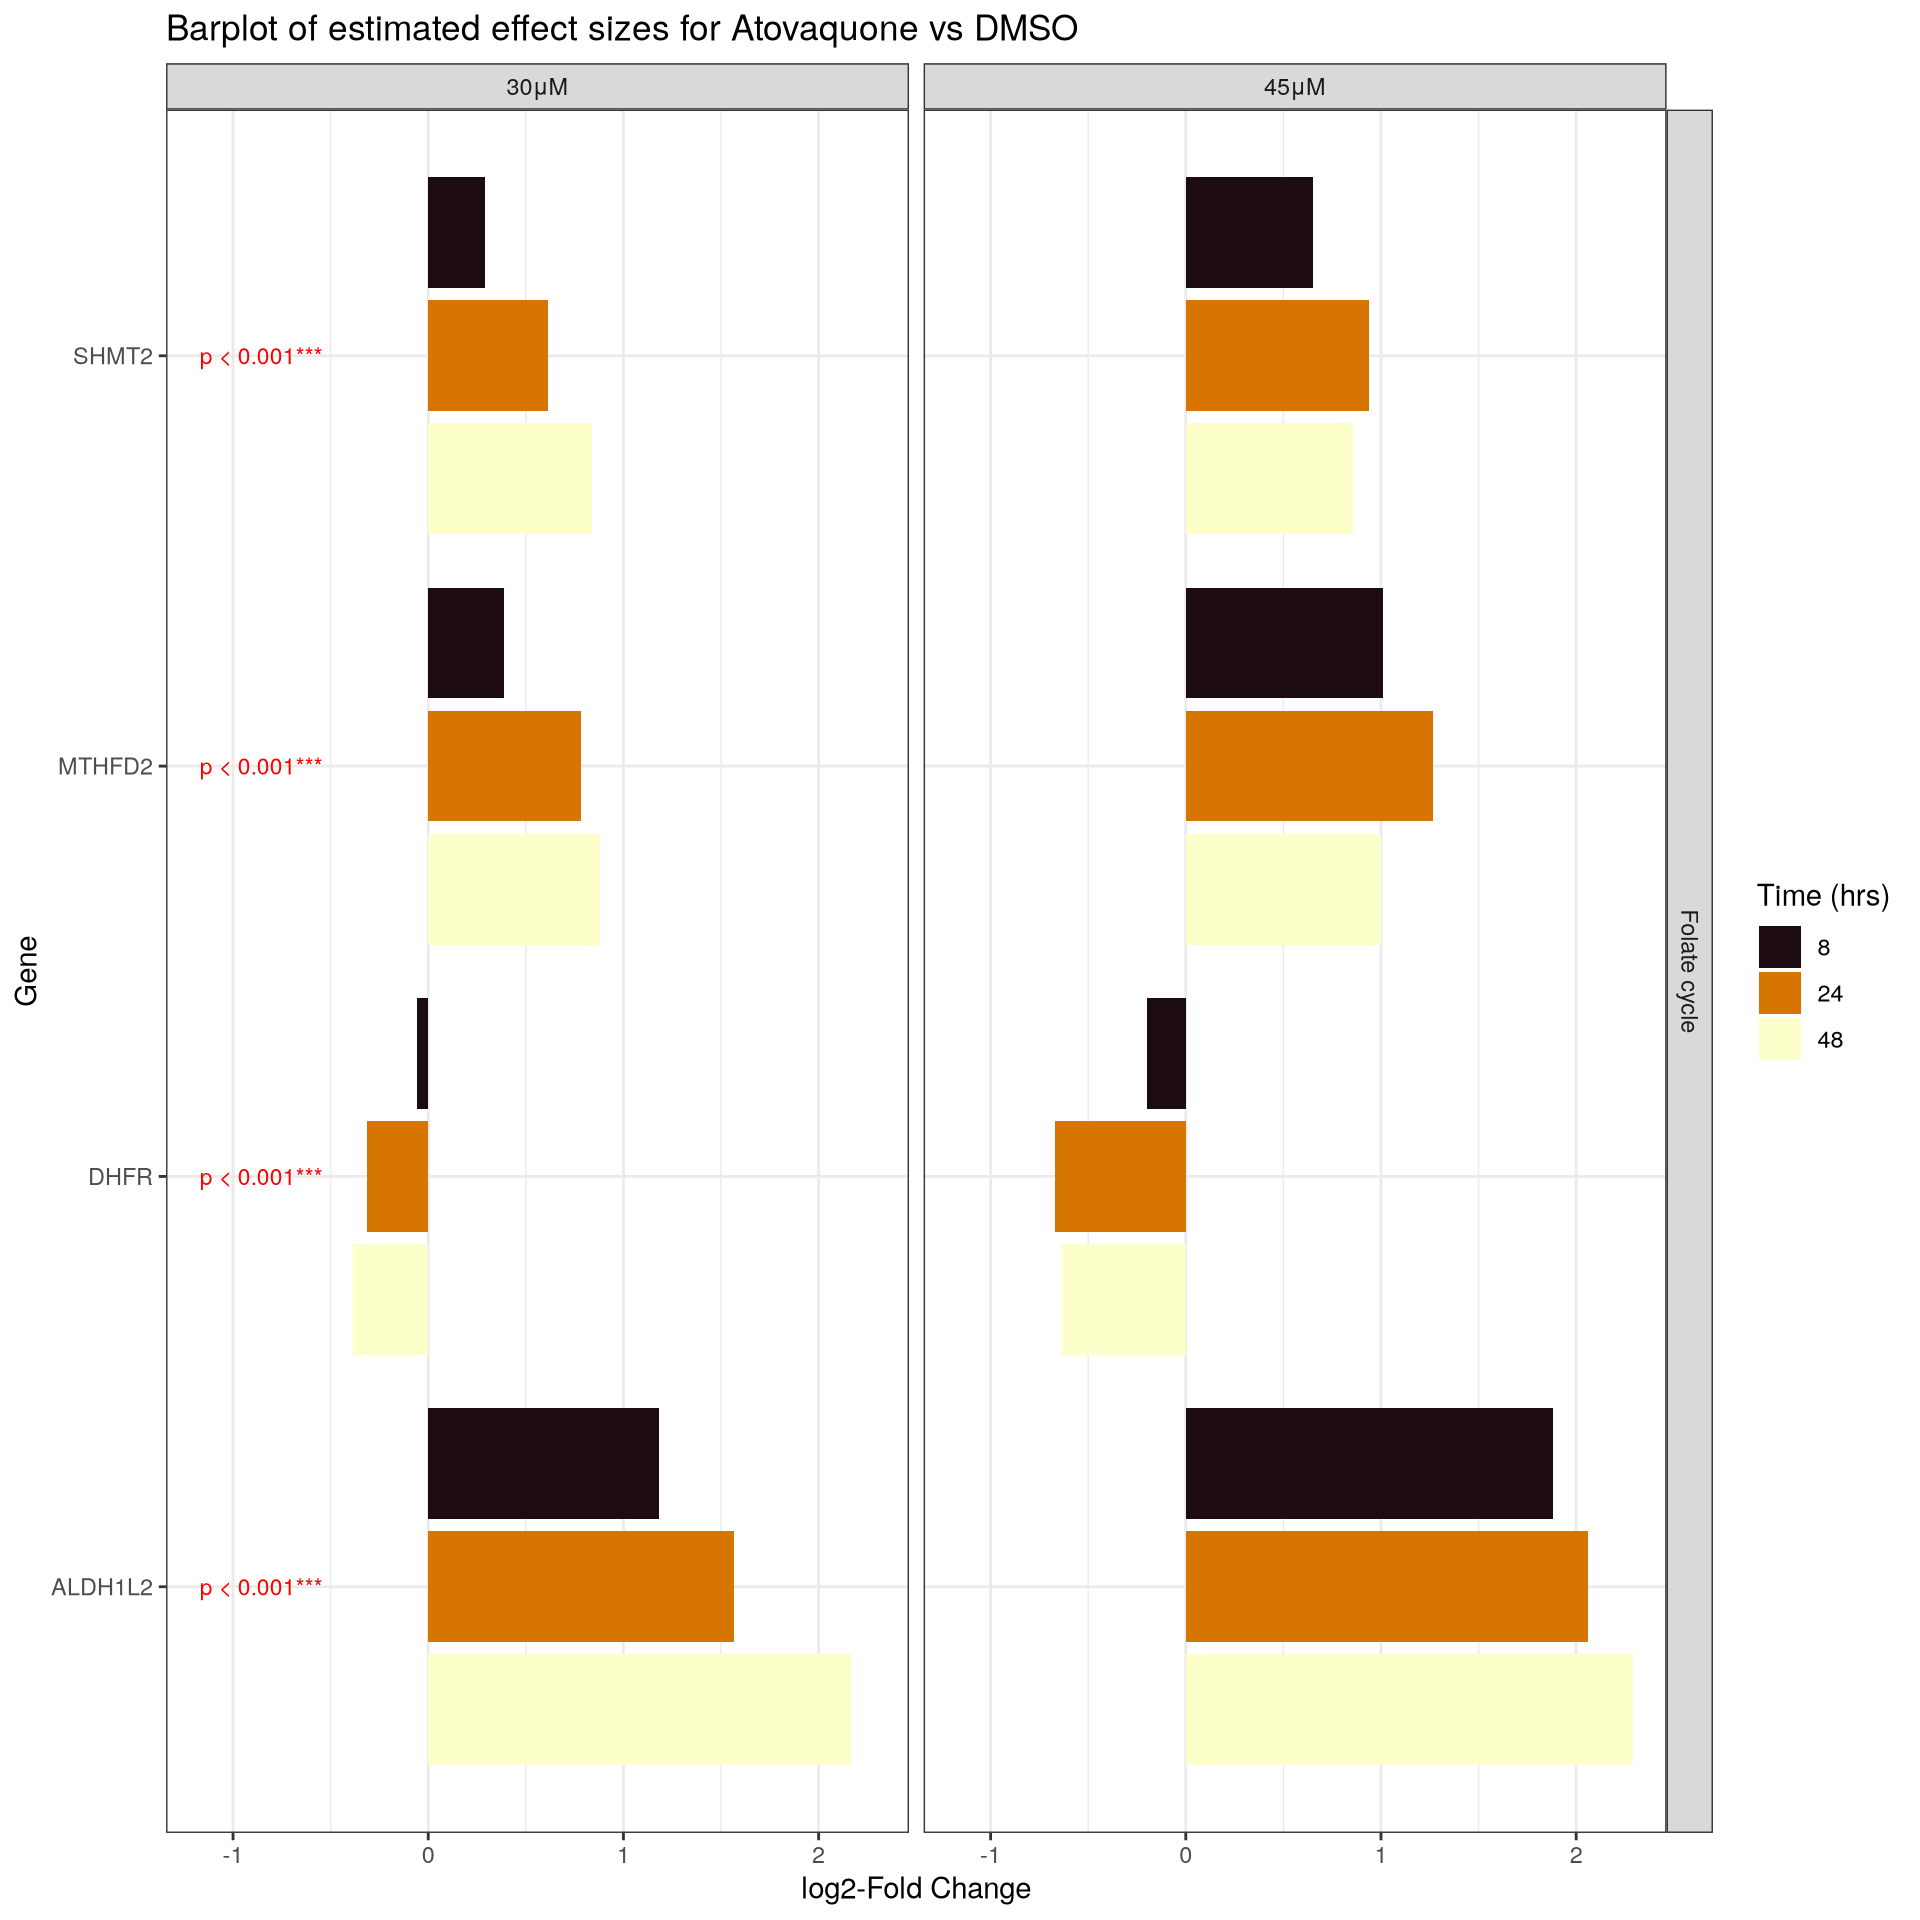 Barplot of estimated effect sizes for Atovaquone vs DMSO
30µM
45µM
SHMT2
p < 0.001***
MTHFD2
p < 0.001***
DHFR
p < 0.001***
ALDH1L2
p < 0.001***
Gene
Folate cycle
Time (hrs)
8
24
48
-1
0
1
2
-1
0
1
2
log2-Fold Change